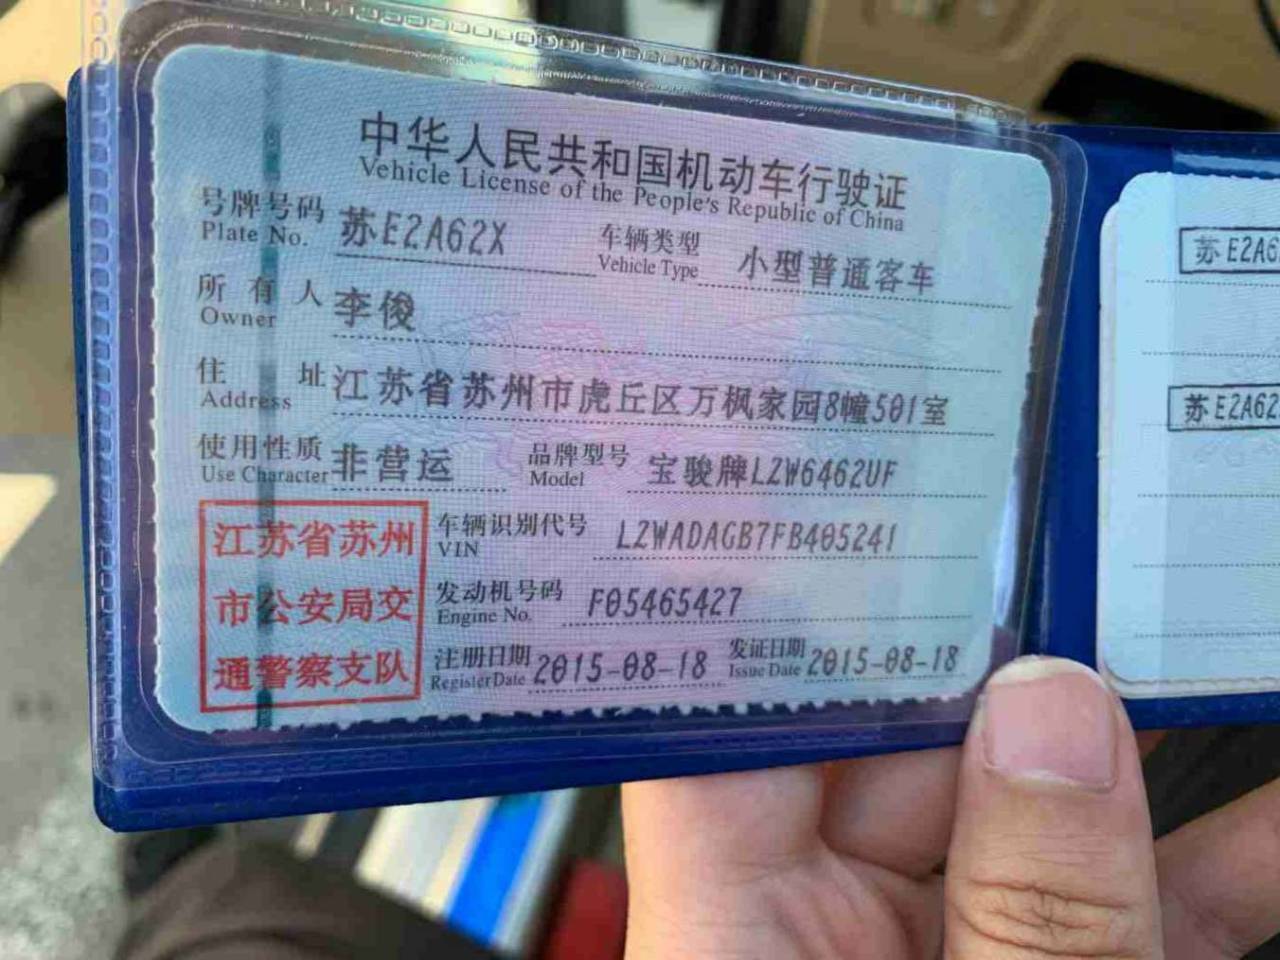 中华人民共和国机动车行驶证
Vehicle License of the People's Republic of China
号牌号码 苏E2A62X 车辆类型 小型普通客车
Plate No. Vehicle Type
所有人 李俊
Owner
住址 江苏省苏州市虎丘区万枫家园8幢501室
Address
使用性质 非营运 品牌型号 宝骏牌LZW6462UF
Use Character Model
江苏省苏州
市公安局交
通警察支队
车辆识别代号 LZWADAGB7FB405241
VIN
发动机号码 F05465427
Engine No.
注册日期 2015-08-18 发证日期 2015-08-18
Register Date Issue Date
苏E2A6
苏E2A62